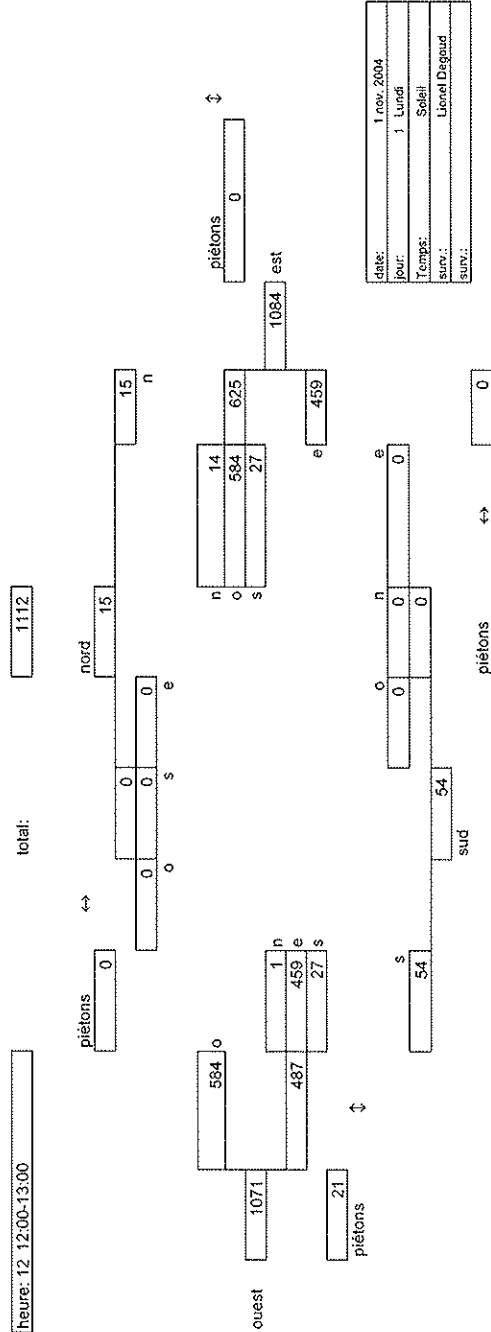 heure: 12 12:00-13:00
total: 1112
piétons ↔ nord
0 15
0 15
0 0 0 n
o s e
piétons ↕
0
584 o
n 14
o 584 625
s 27
1071
1084 est
ouest
1 n
487 459 e
27 s
e 459
21
piétons ↕
o n e
0 0 0
s
54 0
54
sud
piétons ↔ 0
date: 1 nov. 2004
jour: 1 Lundi
Temps: Soleil
surv.: Lionel Degoud
surv.: